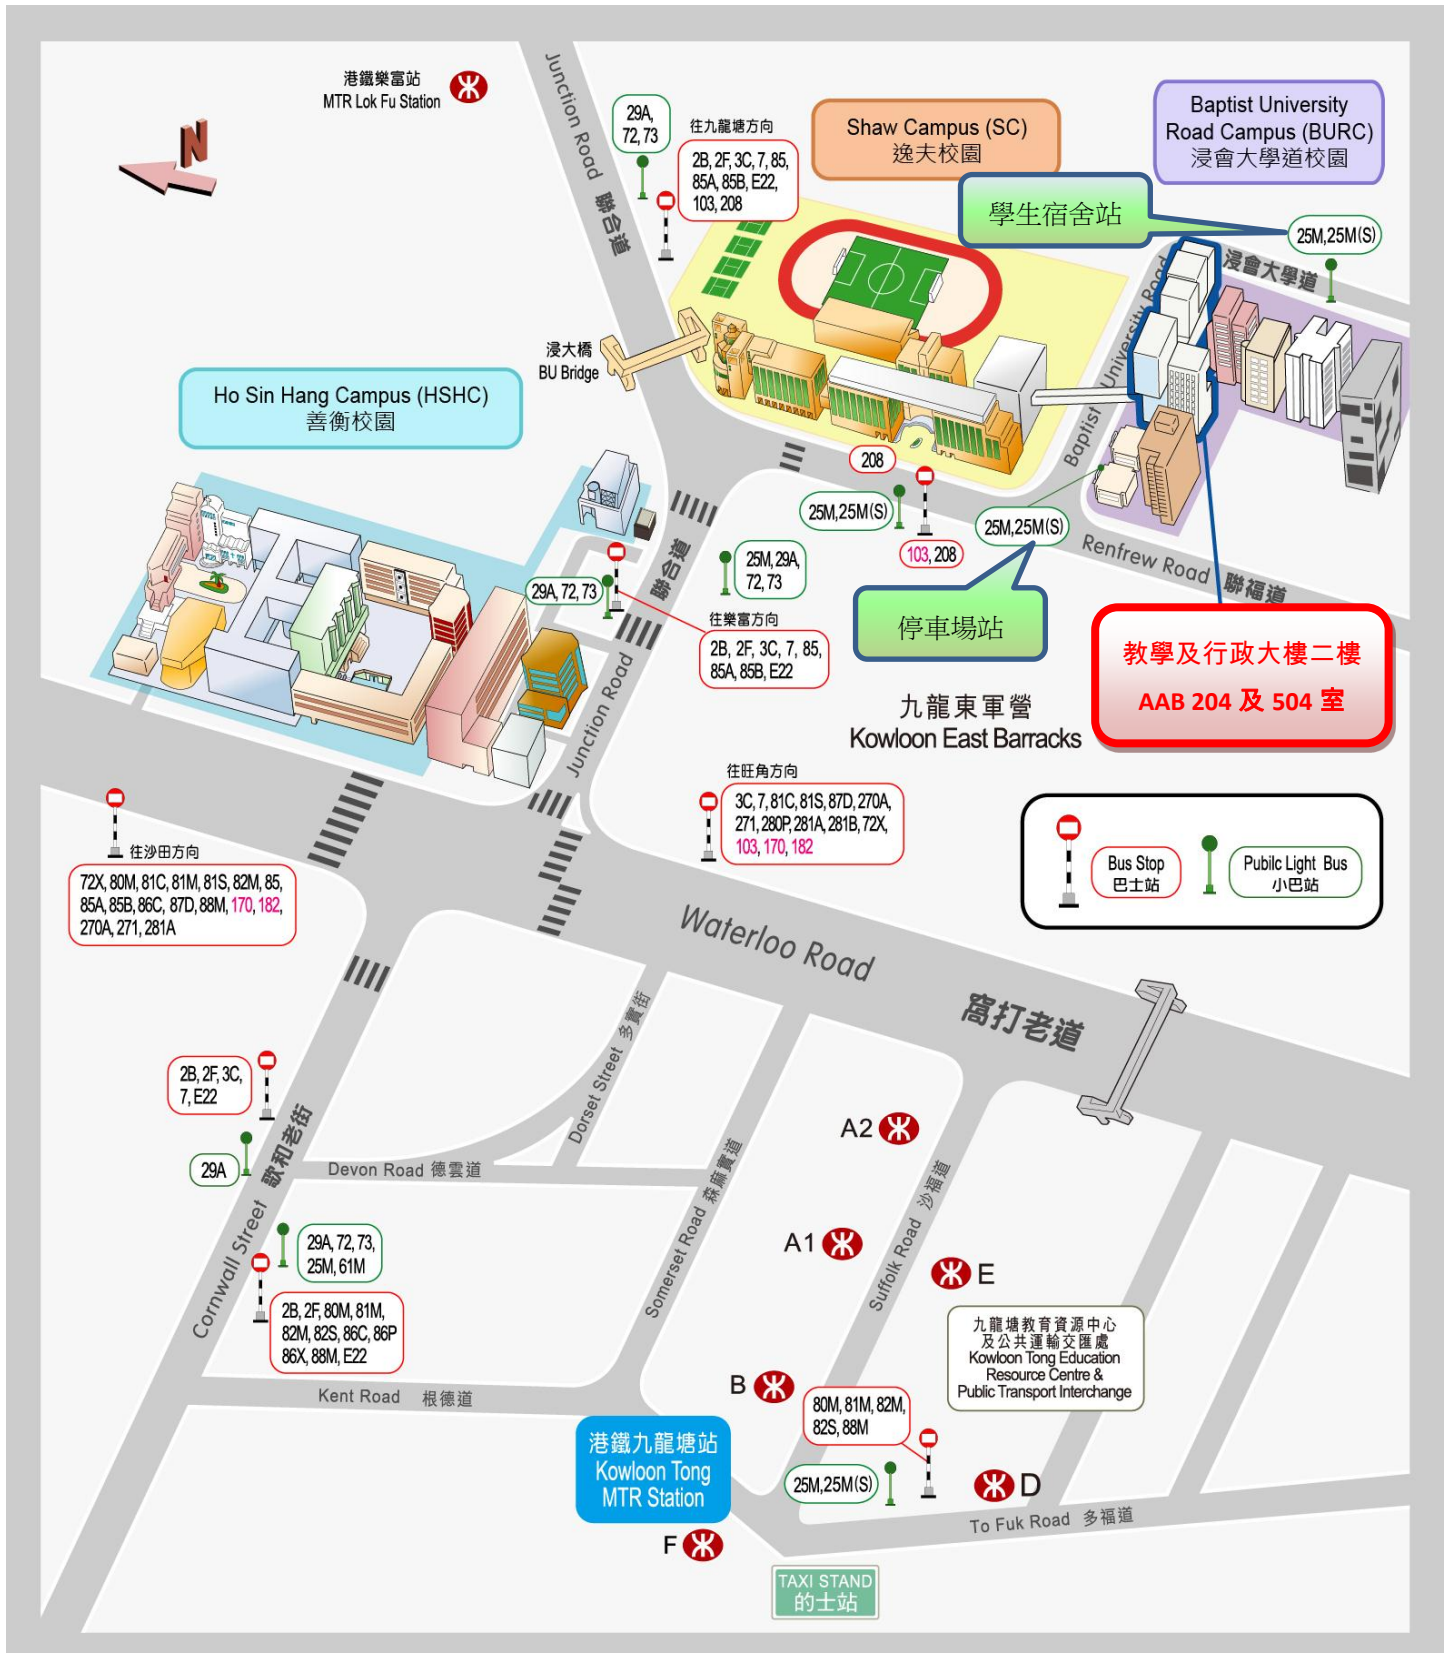 港鐵樂富站
MTR Lok Fu Station
N
Junction Road 聯合道
29A,
72, 73
往九龍塘方向
2B, 2F, 3C, 7, 85,
85A, 85B, E22,
103, 208
Shaw Campus (SC)
逸夫校園
Baptist University
Road Campus (BURC)
浸會大學道校園
學生宿舍站
25M,25M(S)
浸會大學道
Baptist University Road
浸大橋
BU Bridge
Ho Sin Hang Campus (HSHC)
善衡校園
208
25M,25M(S)
103, 208
25M,25M(S)
Renfrew Road 聯福道
停車場站
教學及行政大樓二樓
AAB 204 及 504 室
25M, 29A,
72, 73
29A, 72, 73
往樂富方向
2B, 2F, 3C, 7, 85,
85A, 85B, E22
Junction Road 聯合道
九龍東軍營
Kowloon East Barracks
往旺角方向
3C, 7, 81C, 81S, 87D, 270A,
271, 280P, 281A, 281B, 72X,
103, 170, 182
Bus Stop
巴士站
Pubilc Light Bus
小巴站
往沙田方向
72X, 80M, 81C, 81M, 81S, 82M, 85,
85A, 85B, 86C, 87D, 88M, 170, 182,
270A, 271, 281A
Waterloo Road 窩打老道
2B, 2F, 3C,
7, E22
29A
Cornwall Street 歌和老街
Devon Road 德雲道
Dorset Street 多實街
Somerset Road 森麻實道
Suffolk Road 沙福道
A2
A1
E
29A, 72, 73,
25M, 61M
2B, 2F, 80M, 81M,
82M, 82S, 86C, 86P
86X, 88M, E22
Kent Road 根德道
九龍塘教育資源中心
及公共運輸交匯處
Kowloon Tong Education
Resource Centre &
Public Transport Interchange
B
80M, 81M, 82M,
82S, 88M
港鐵九龍塘站
Kowloon Tong
MTR Station
25M,25M(S)
D
To Fuk Road 多福道
F
TAXI STAND
的士站